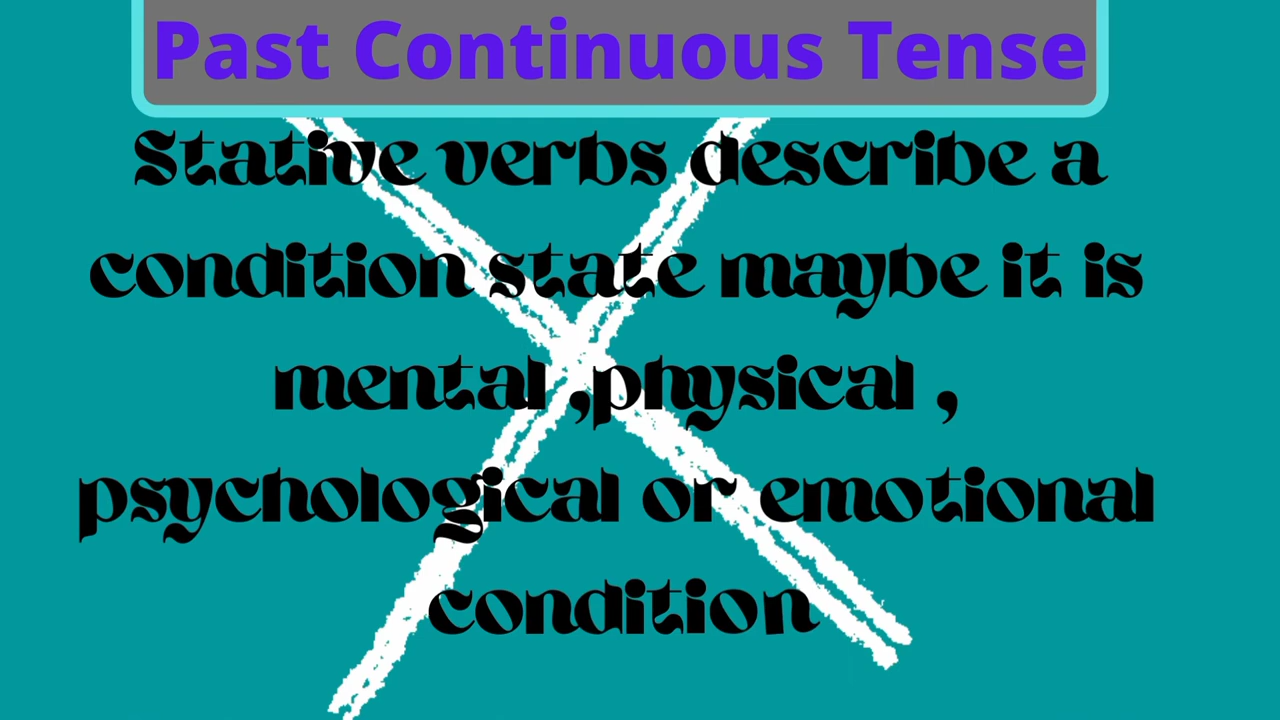 Past Continuous Tense
Stative verbs describe a
condition state maybe it is
mental ,physical ,
psychological or emotional
condition